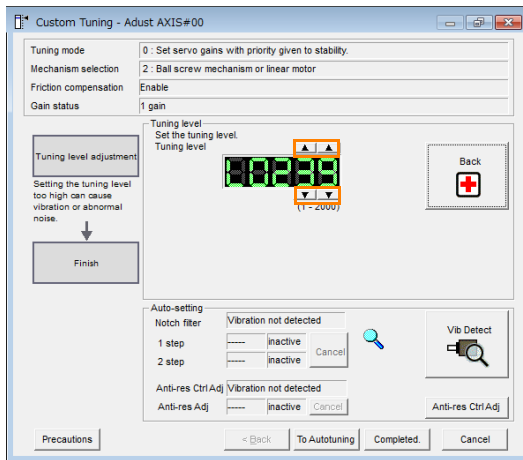 Custom Tuning - Adust AXIS#00
Tuning mode
0 : Set servo gains with priority given to stability.
Mechanism selection
2 : Ball screw mechanism or linear motor
Friction compensation
Enable
Gain status
1 gain
Tuning level adjustment
Setting the tuning level
too high can cause
vibration or abnormal
noise.
Finish
Tuning level
Set the tuning level.
Tuning level
L0299
(1 - 2000)
Back
Auto-setting
Notch filter
Vibration not detected
1 step
-----
inactive
2 step
-----
inactive
Cancel
Vib Detect
Anti-res Ctrl Adj
Vibration not detected
Anti-res Adj
-----
inactive
Cancel
Anti-res Ctrl Adj
Precautions
< Back
To Autotuning
Completed.
Cancel